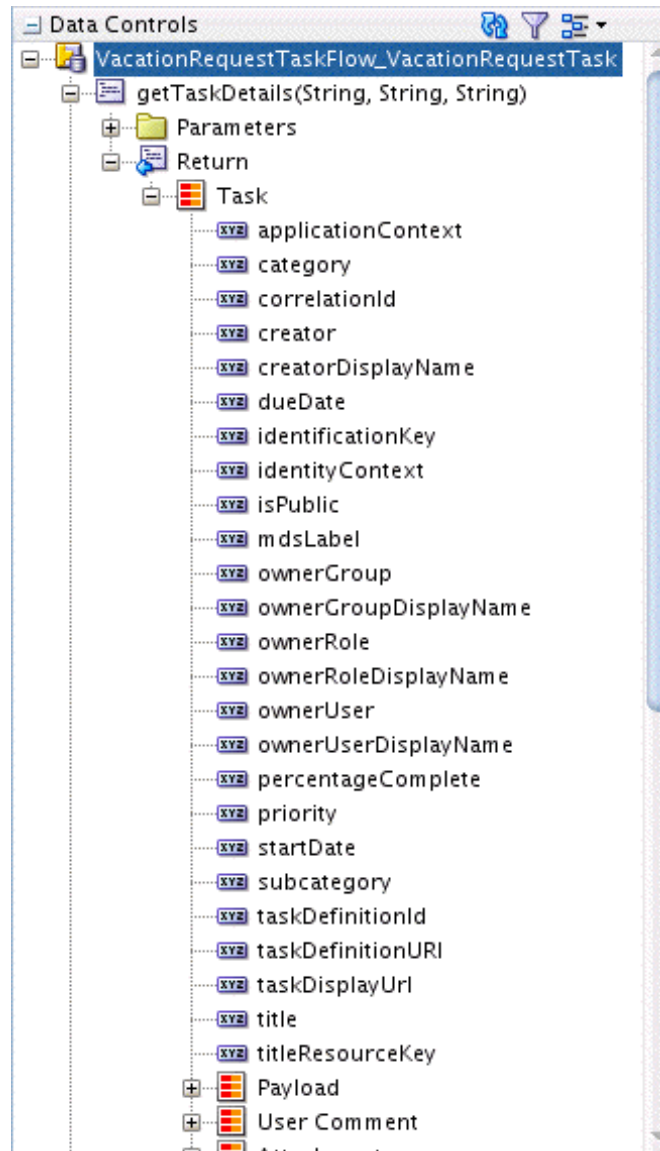 Data Controls
VacationRequestTaskFlow_VacationRequestTask
getTaskDetails(String, String, String)
Parameters
Return
Task
applicationContext
category
correlationId
creator
creatorDisplayName
dueDate
identificationKey
identityContext
isPublic
mdsLabel
ownerGroup
ownerGroupDisplayName
ownerRole
ownerRoleDisplayName
ownerUser
ownerUserDisplayName
percentageComplete
priority
startDate
subcategory
taskDefinitionId
taskDefinitionURI
taskDisplayUrl
title
titleResourceKey
Payload
User Comment